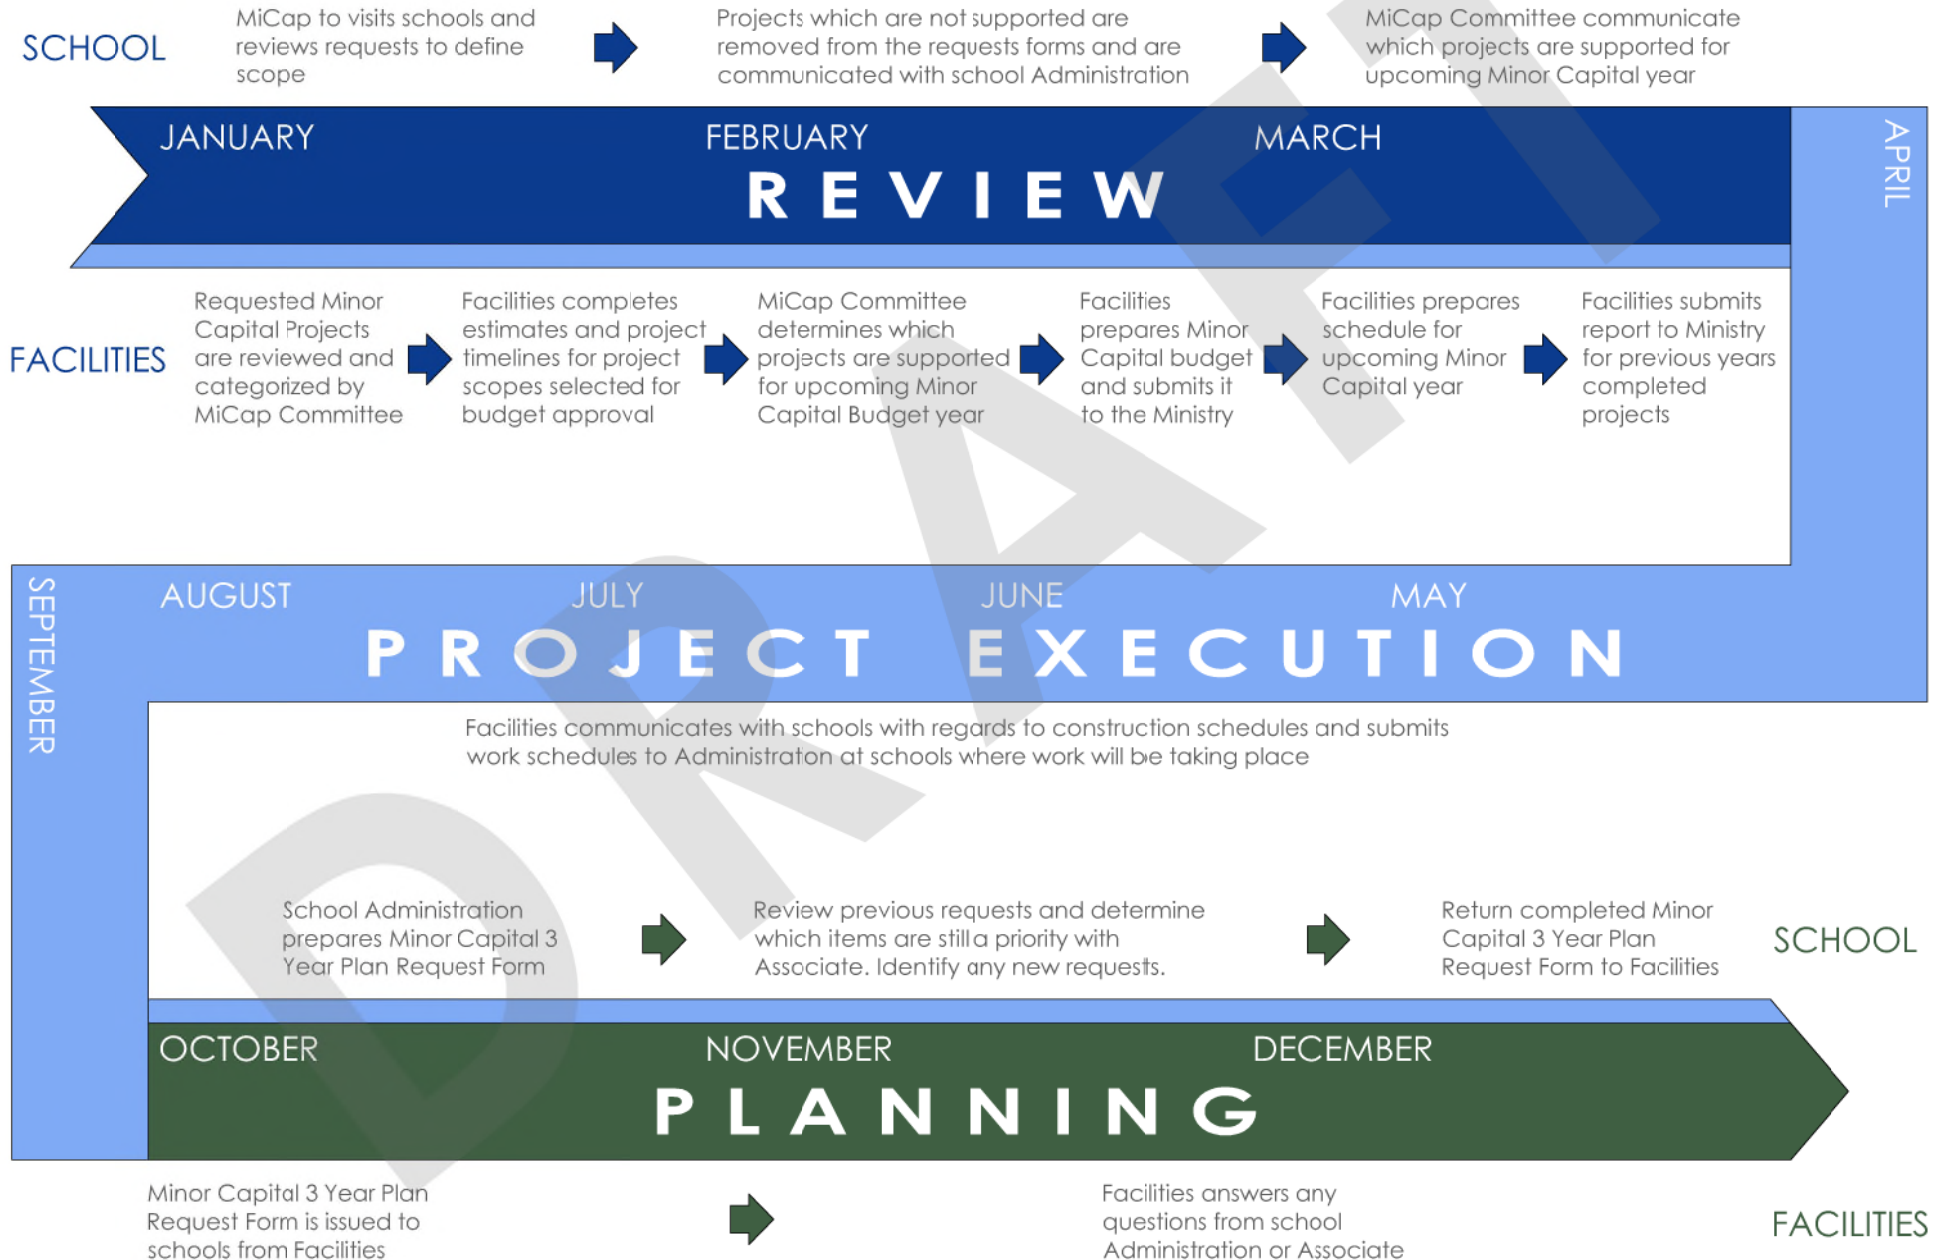 SCHOOL
MiCap to visits schools and
reviews requests to define
scope
Projects which are not supported are
removed from the requests forms and are
communicated with school Administration
MiCap Committee communicate
which projects are supported for
upcoming Minor Capital year
JANUARY
FEBRUARY
MARCH
APRIL
REVIEW
FACILITIES
Requested Minor
Capital Projects
are reviewed and
categorized by
MiCap Committee
Facilities completes
estimates and project
timelines for project
scopes selected for
budget approval
MiCap Committee
determines which
projects are supported
for upcoming Minor
Capital Budget year
Facilities
prepares Minor
Capital budget
and submits it
to the Ministry
Facilities prepares
schedule for
upcoming Minor
Capital year
Facilities submits
report to Ministry
for previous years
completed
projects
SEPTEMBER
AUGUST
JULY
JUNE
MAY
PROJECT EXECUTION
Facilities communicates with schools with regards to construction schedules and submits
work schedules to Administraton at schools where work will be taking place
School Administration
prepares Minor Capital 3
Year Plan Request Form
Review previous requests and determine
which items are still a priority with
Associate. Identify any new requests.
Return completed Minor
Capital 3 Year Plan
Request Form to Facilities
SCHOOL
OCTOBER
NOVEMBER
DECEMBER
PLANNING
Minor Capital 3 Year Plan
Request Form is issued to
schools from Facilities
Facilities answers any
questions from school
Administration or Associate
FACILITIES
DRAFT